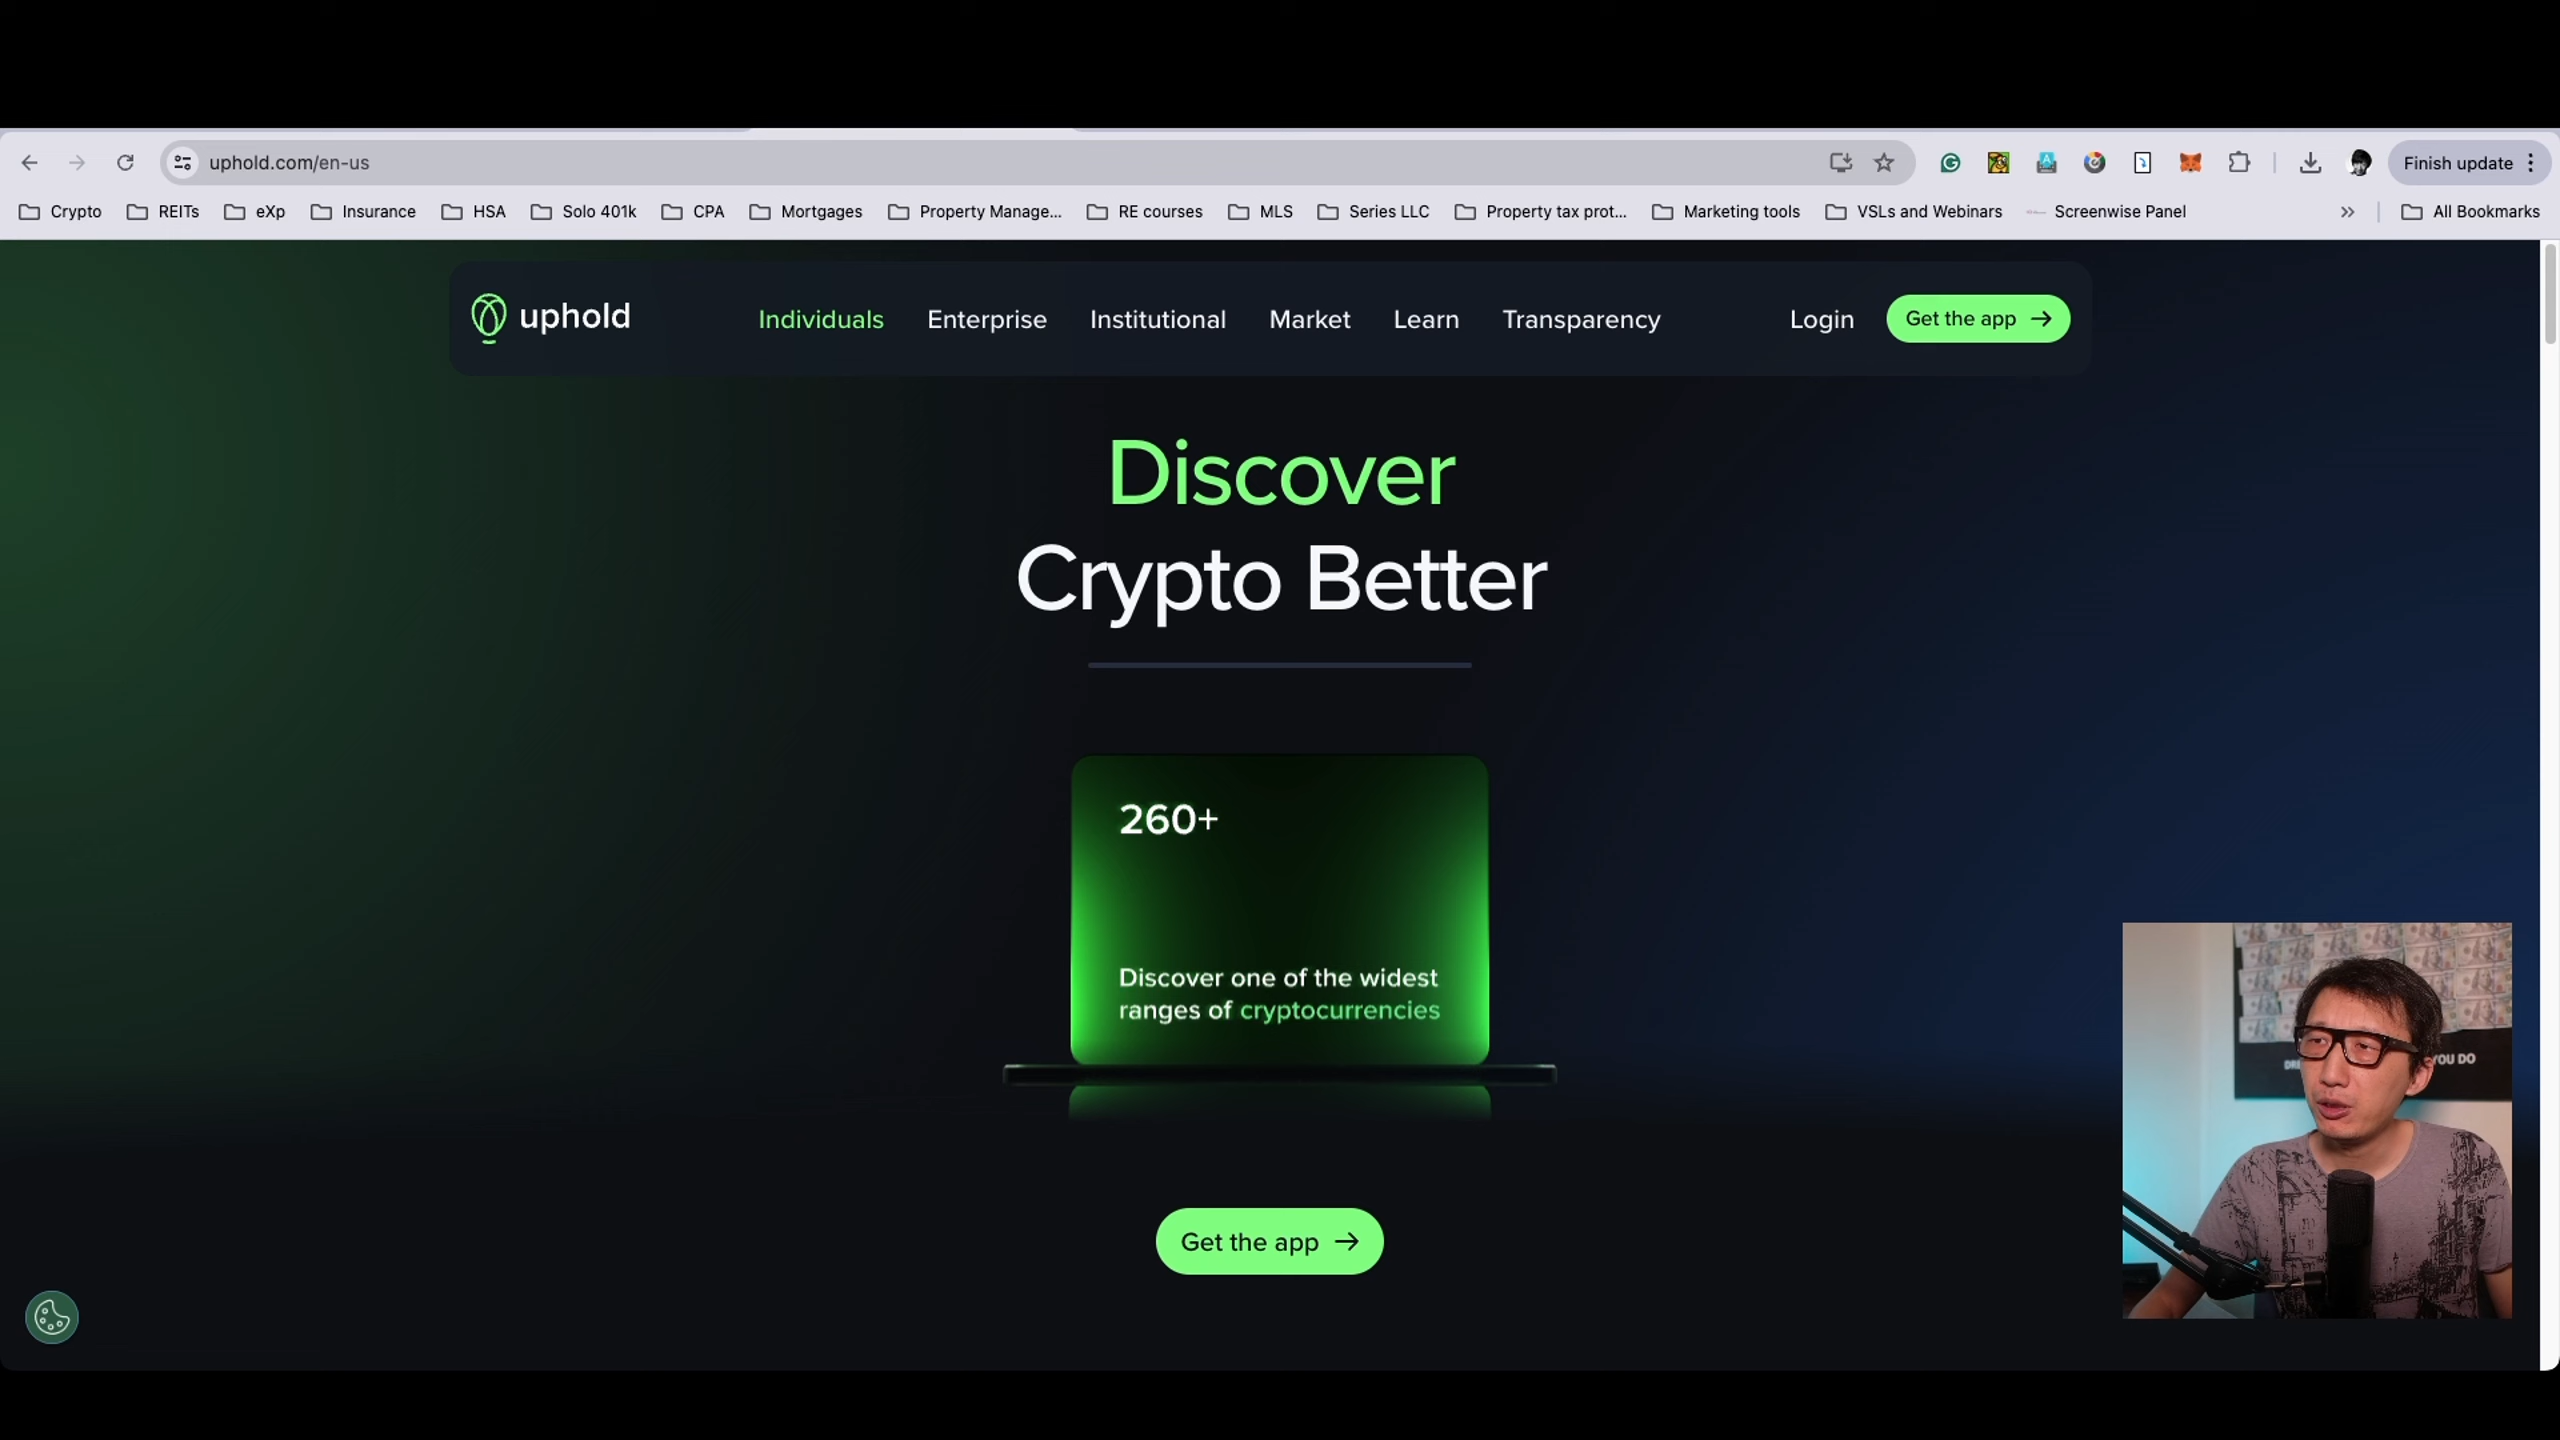 uphold.com/en-us
Finish update
Crypto
REITs
eXp
Insurance
HSA
Solo 401k
CPA
Mortgages
Property Manage...
RE courses
MLS
Series LLC
Property tax prot...
Marketing tools
VSLs and Webinars
Screenwise Panel
All Bookmarks
uphold
Individuals
Enterprise
Institutional
Market
Learn
Transparency
Login
Get the app
Discover
Crypto Better
260+
Discover one of the widest
ranges of cryptocurrencies
Get the app
YOU DO